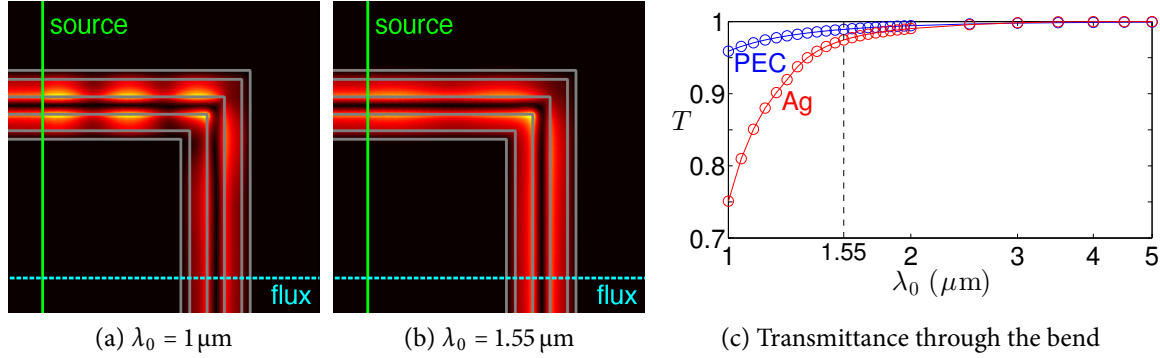 source
flux
(a) λ₀ = 1 µm
source
flux
(b) λ₀ = 1.55 µm
1
0.9
0.8
0.7
T
PEC
Ag
1
1.55
2
3
4
5
λ₀ (µm)
(c) Transmittance through the bend